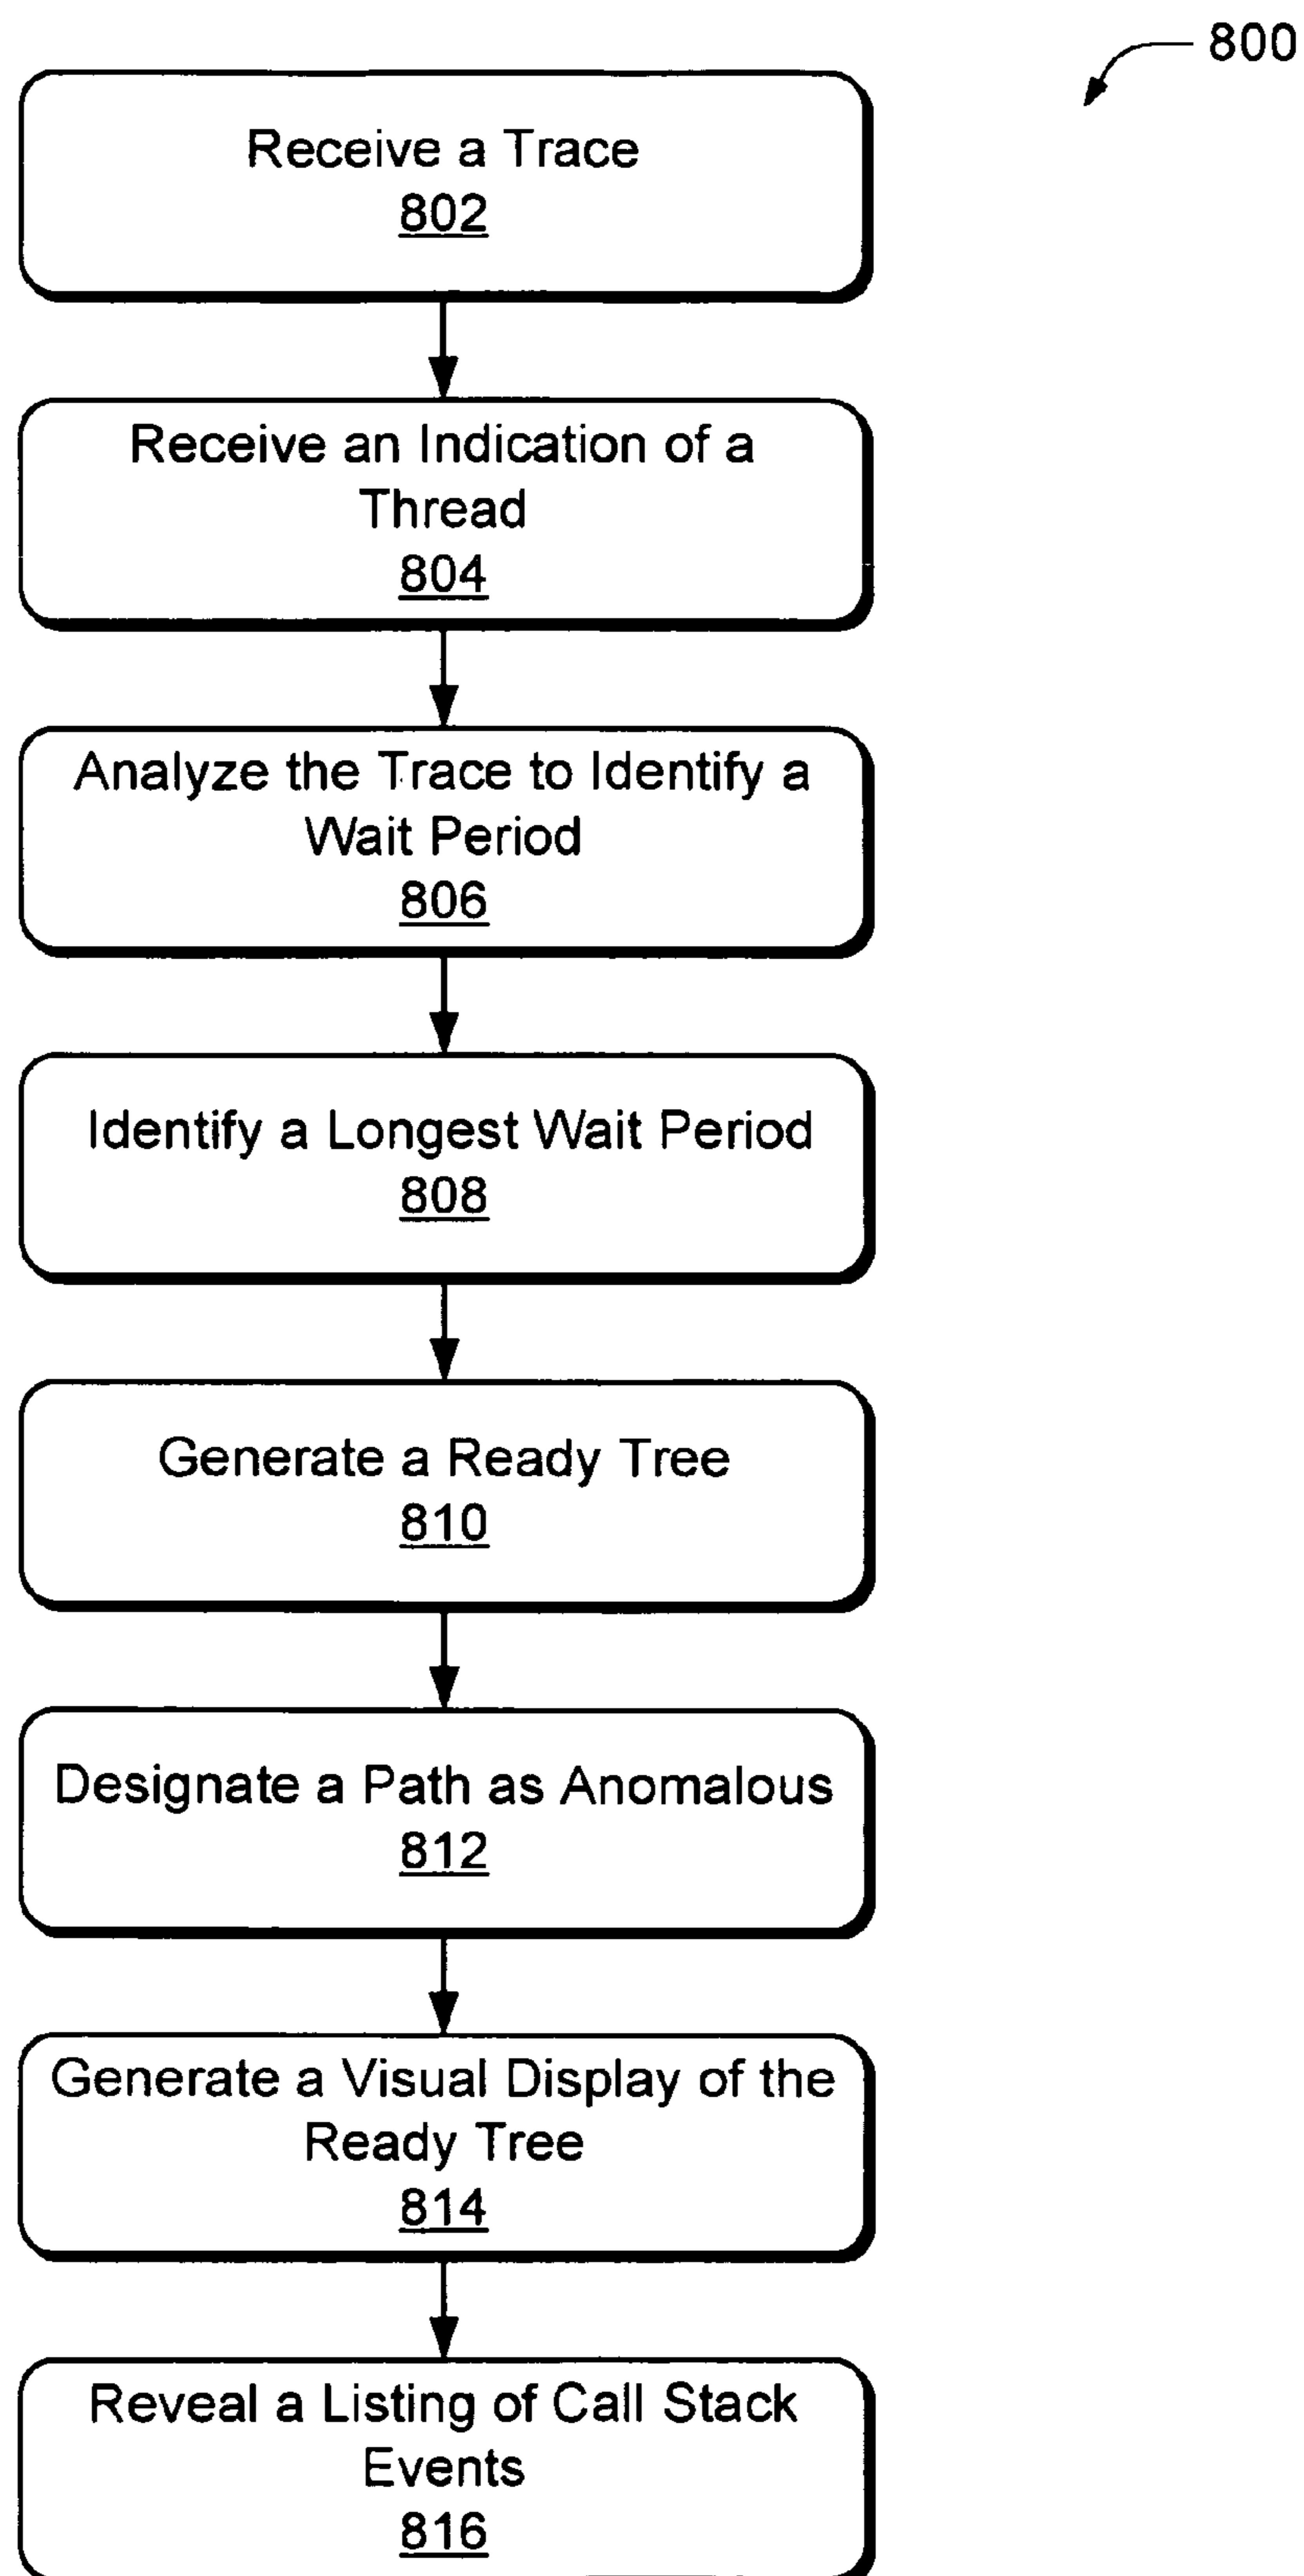 800
Receive a Trace
802
Receive an Indication of a
Thread
804
Analyze the Trace to Identify a
Wait Period
806
Identify a Longest Wait Period
808
Generate a Ready Tree
810
Designate a Path as Anomalous
812
Generate a Visual Display of the
Ready Tree
814
Reveal a Listing of Call Stack
Events
816